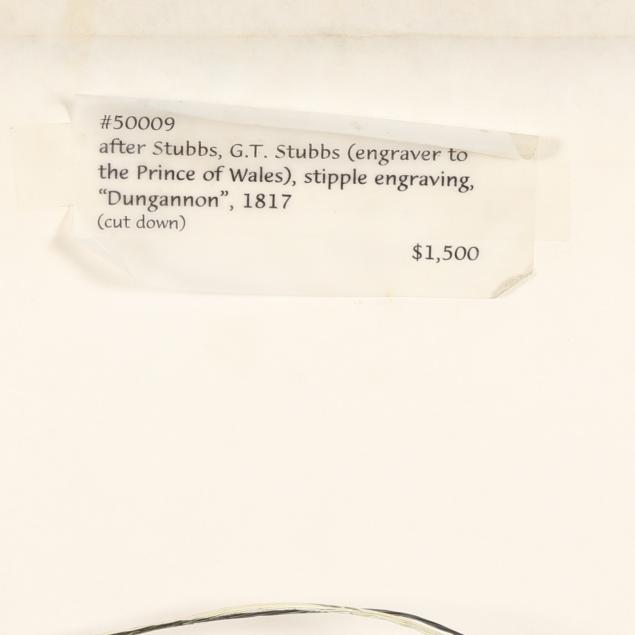 #50009
after Stubbs, G.T. Stubbs (engraver to
the Prince of Wales), stipple engraving,
“Dungannon”, 1817
(cut down)
$1,500